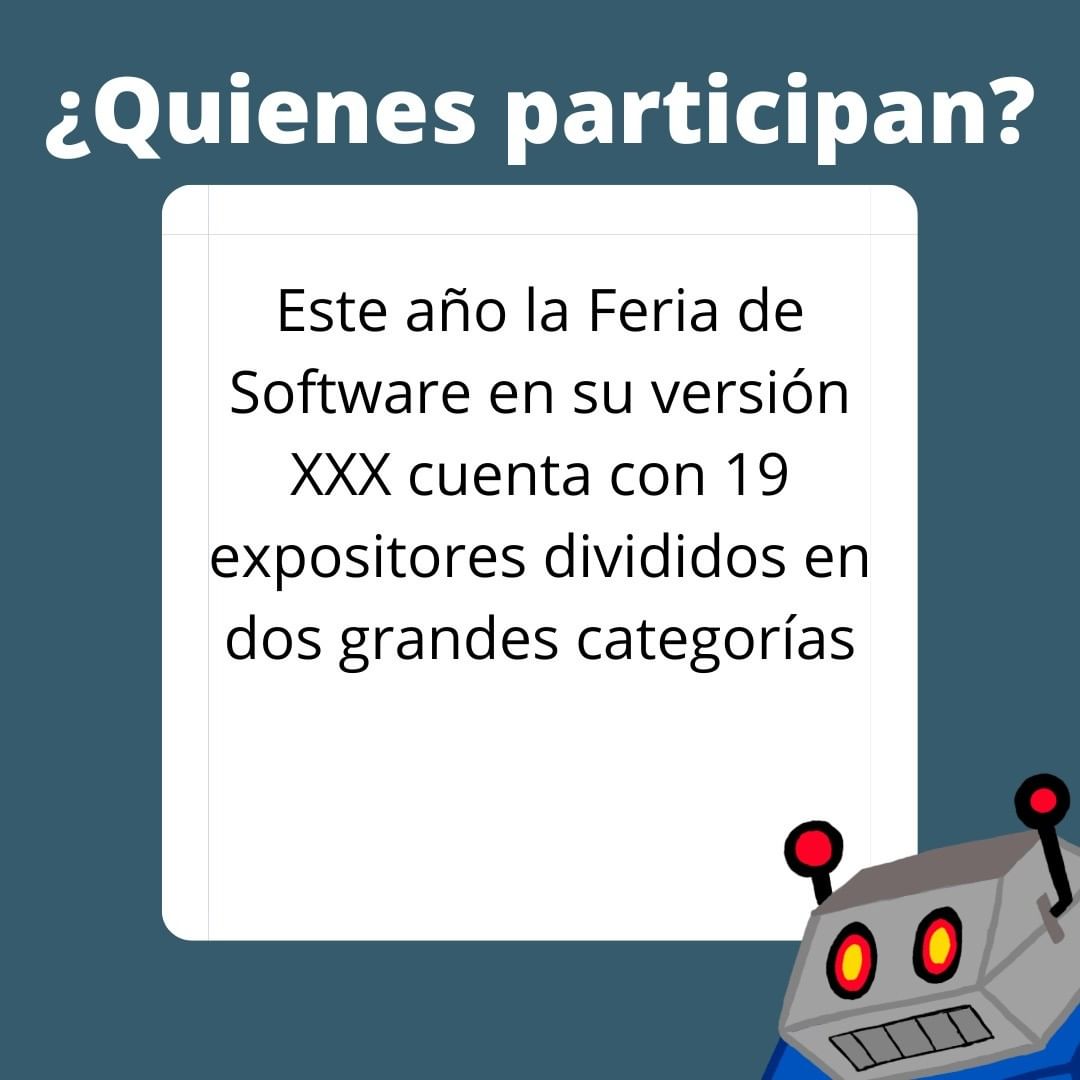 ¿Quienes participan?
Este año la Feria de
Software en su versión
XXX cuenta con 19
expositores divididos en
dos grandes categorías